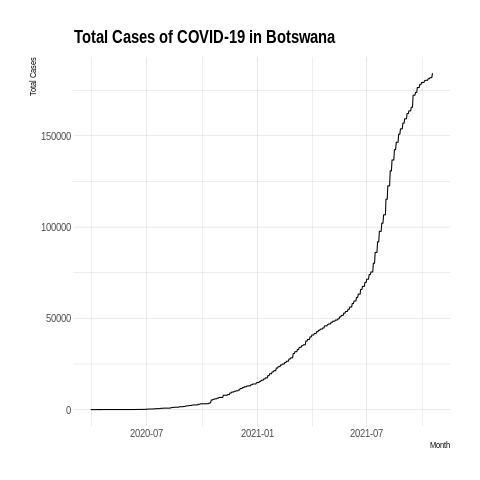 Total Cases of COVID-19 in Botswana
Total Cases
150000
100000
50000
0
2020-07
2021-01
2021-07
Month